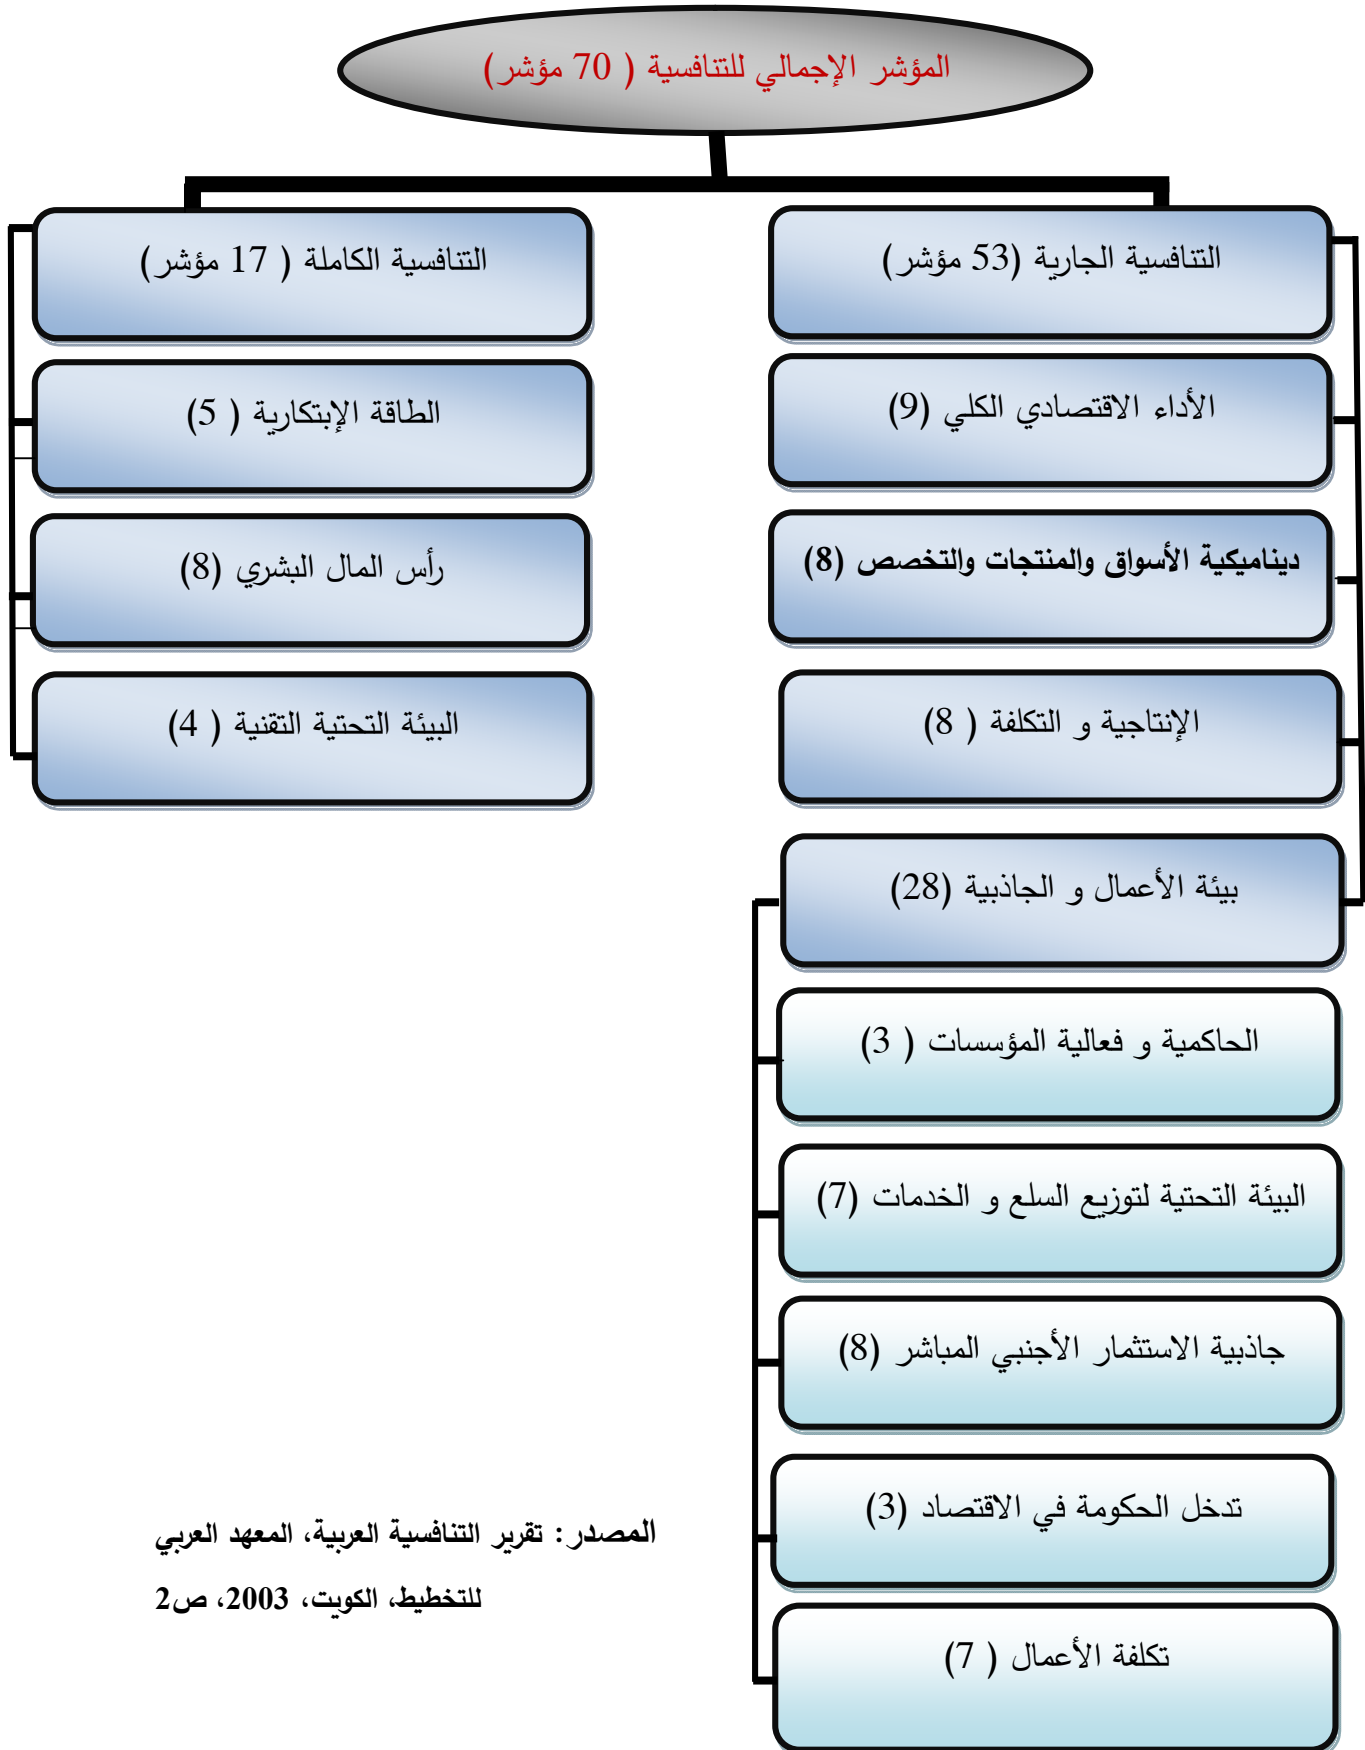 المؤشر الإجمالي للتنافسية ( 70 مؤشر)
التنافسية الجارية (53 مؤشر)
الأداء الاقتصادي الكلي (9)
ديناميكية الأسواق والمنتجات والتخصص (8)
الإنتاجية و التكلفة ( 8)
بيئة الأعمال و الجاذبية (28)
الحاكمية و فعالية المؤسسات ( 3)
البيئة التحتية لتوزيع السلع و الخدمات (7)
جاذبية الاستثمار الأجنبي المباشر (8)
تدخل الحكومة في الاقتصاد (3)
تكلفة الأعمال ( 7)
التنافسية الكاملة ( 17 مؤشر)
الطاقة الإبتكارية ( 5)
رأس المال البشري (8)
البيئة التحتية التقنية ( 4)
المصدر: تقرير التنافسية العربية، المعهد العربي
للتخطيط، الكويت، 2003، ص2